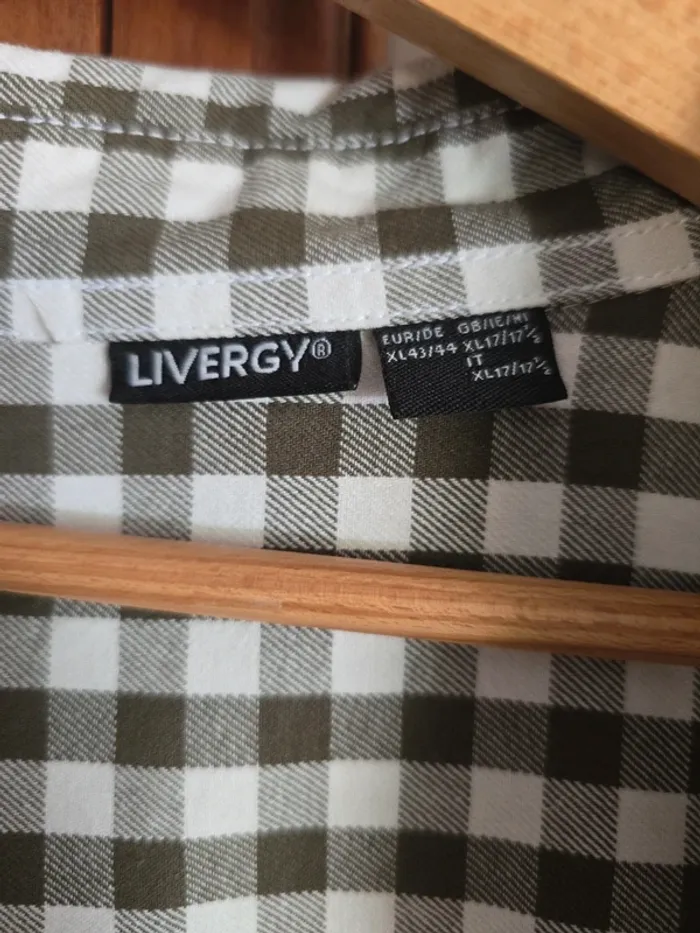 LIVERGY®
EUR/DE GB/IE/NI
XL43/44 XL17/17½
IT
XL17/17½